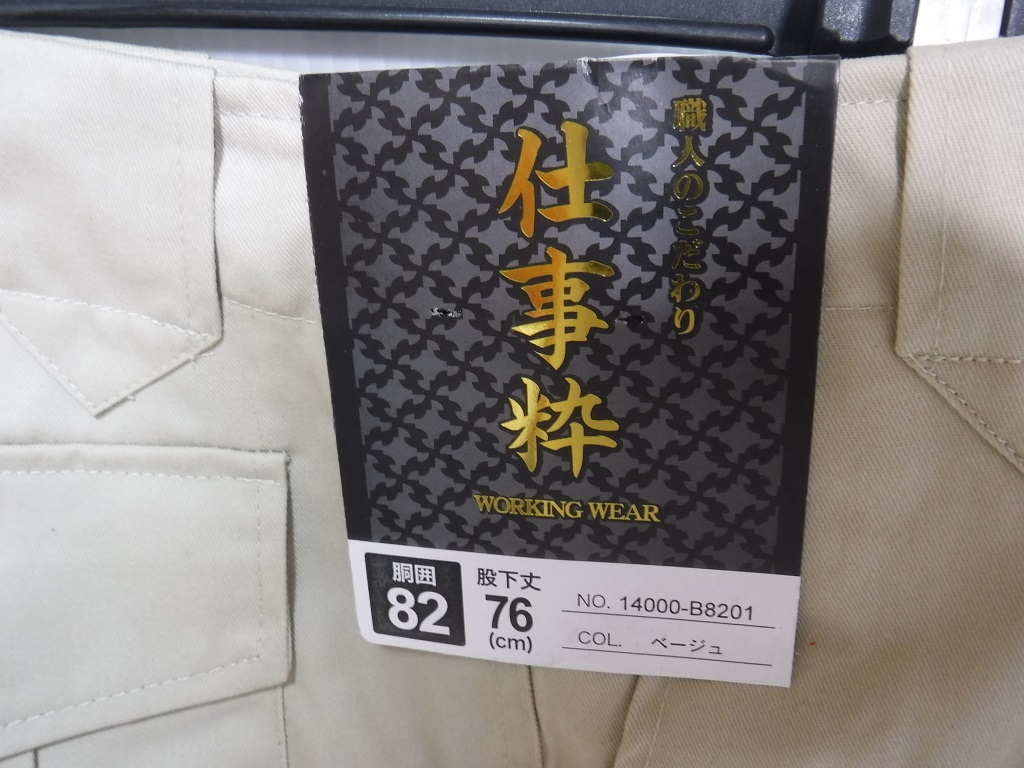 職人のこだわり
仕事粋
WORKING WEAR
胴囲
82
股下丈
76
(cm)
NO. 14000-B8201
COL. ベージュ